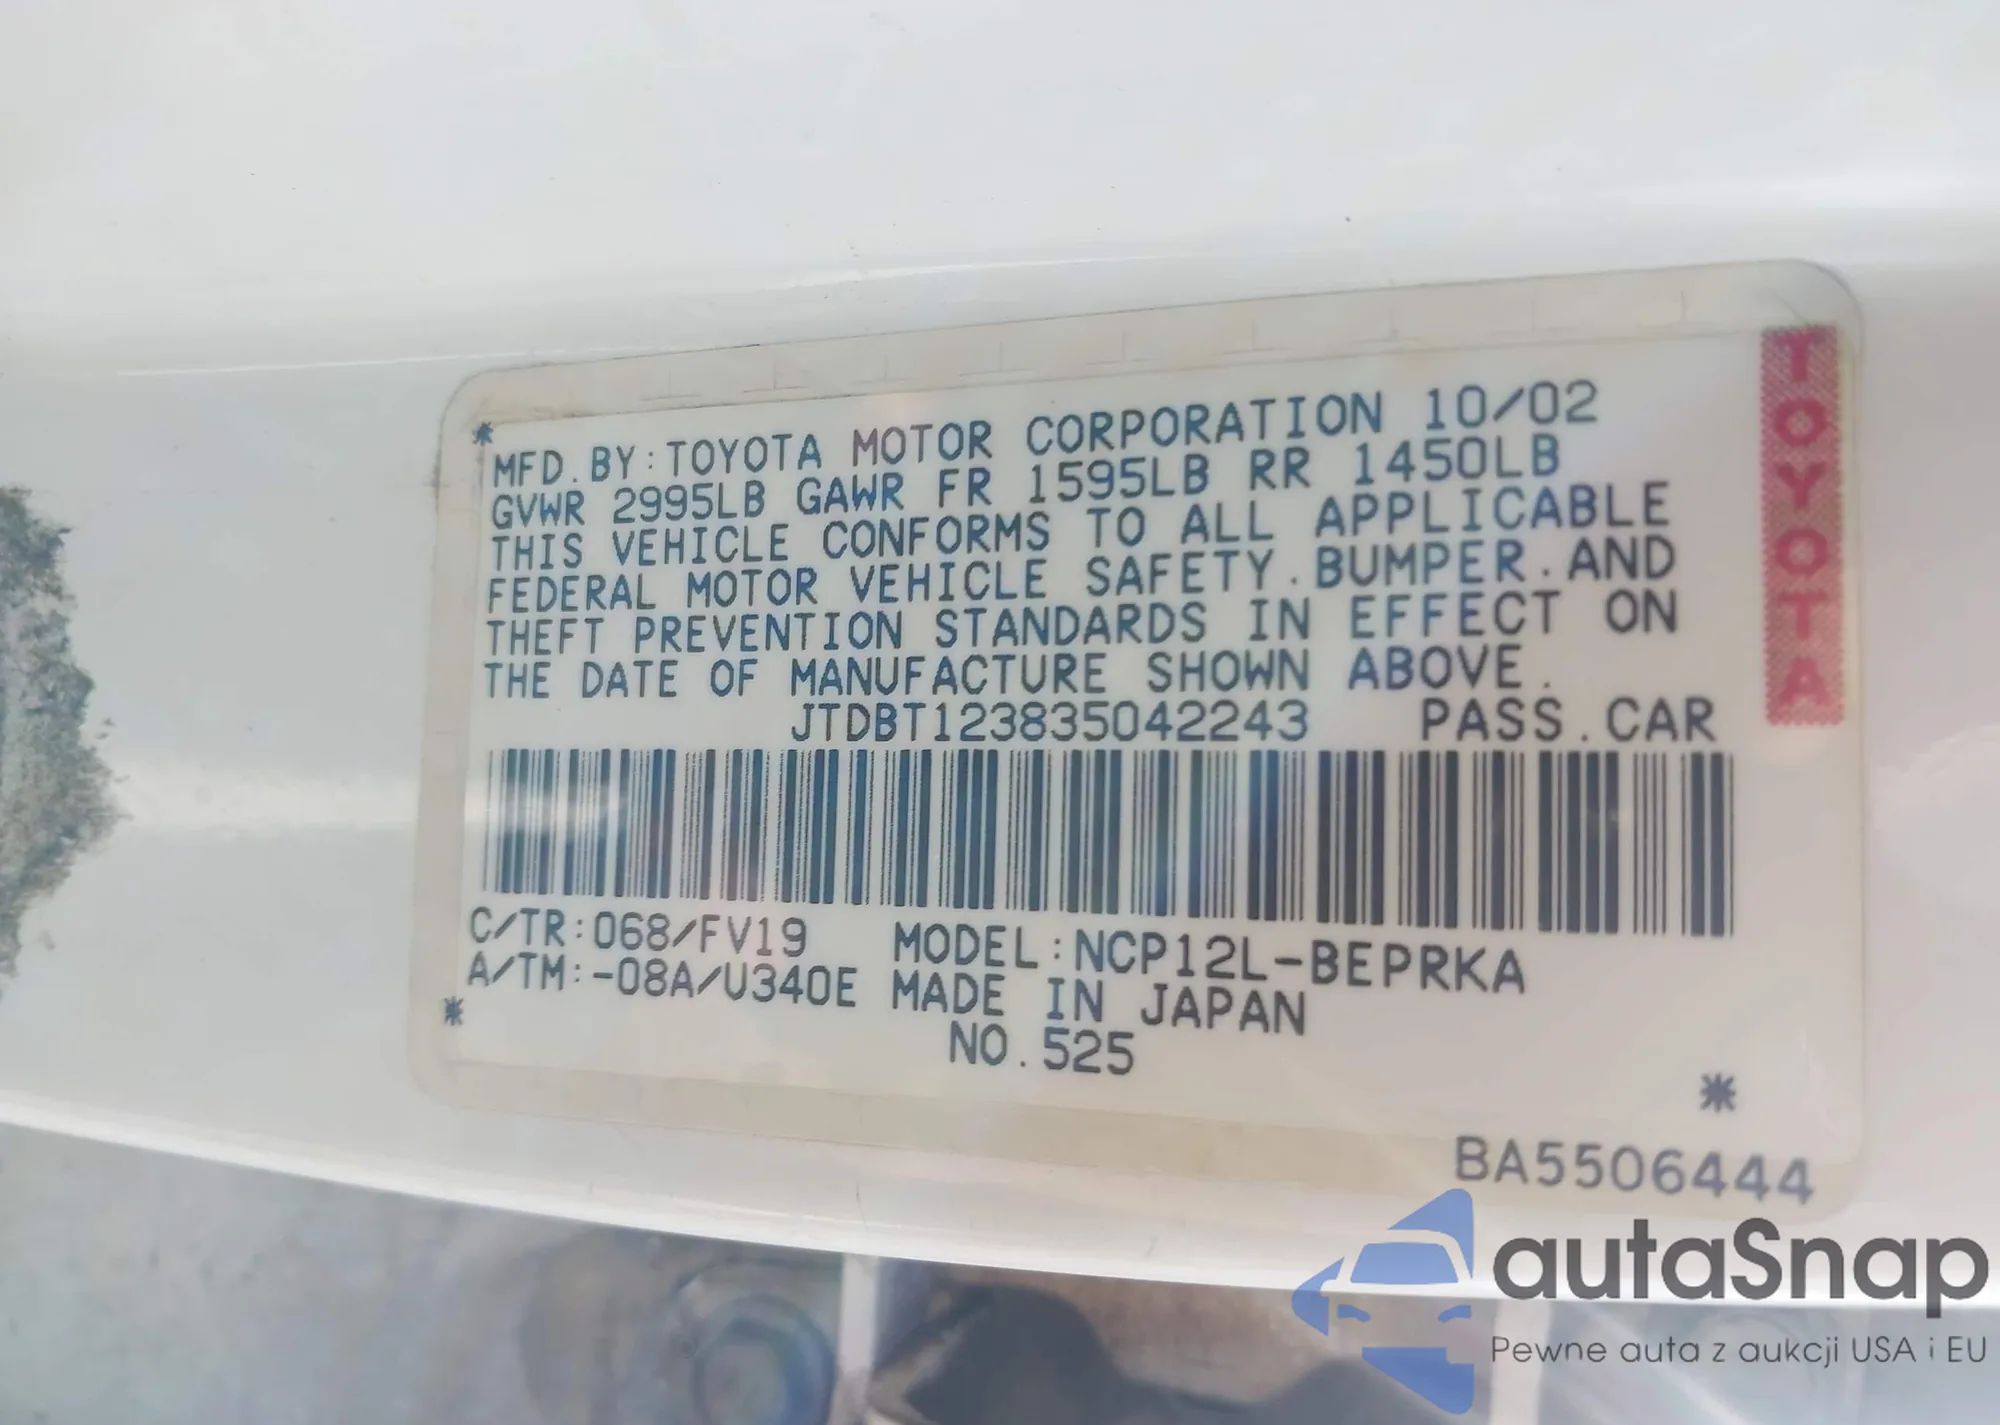 MFD.BY:TOYOTA MOTOR CORPORATION 10/02
GVWR 2995LB GAWR FR 1595LB RR 1450LB
THIS VEHICLE CONFORMS TO ALL APPLICABLE
FEDERAL MOTOR VEHICLE SAFETY.BUMPER.AND
THEFT PREVENTION STANDARDS IN EFFECT ON
THE DATE OF MANUFACTURE SHOWN ABOVE.
JTDBT123835042243 PASS.CAR
C/TR:068/FV19 MODEL:NCP12L-BEPRKA
A/TM:-08A/U340E MADE IN JAPAN
NO.525
BA5506444
TOYOTA
autaSnap
Pewne auta z aukcji USA i EU